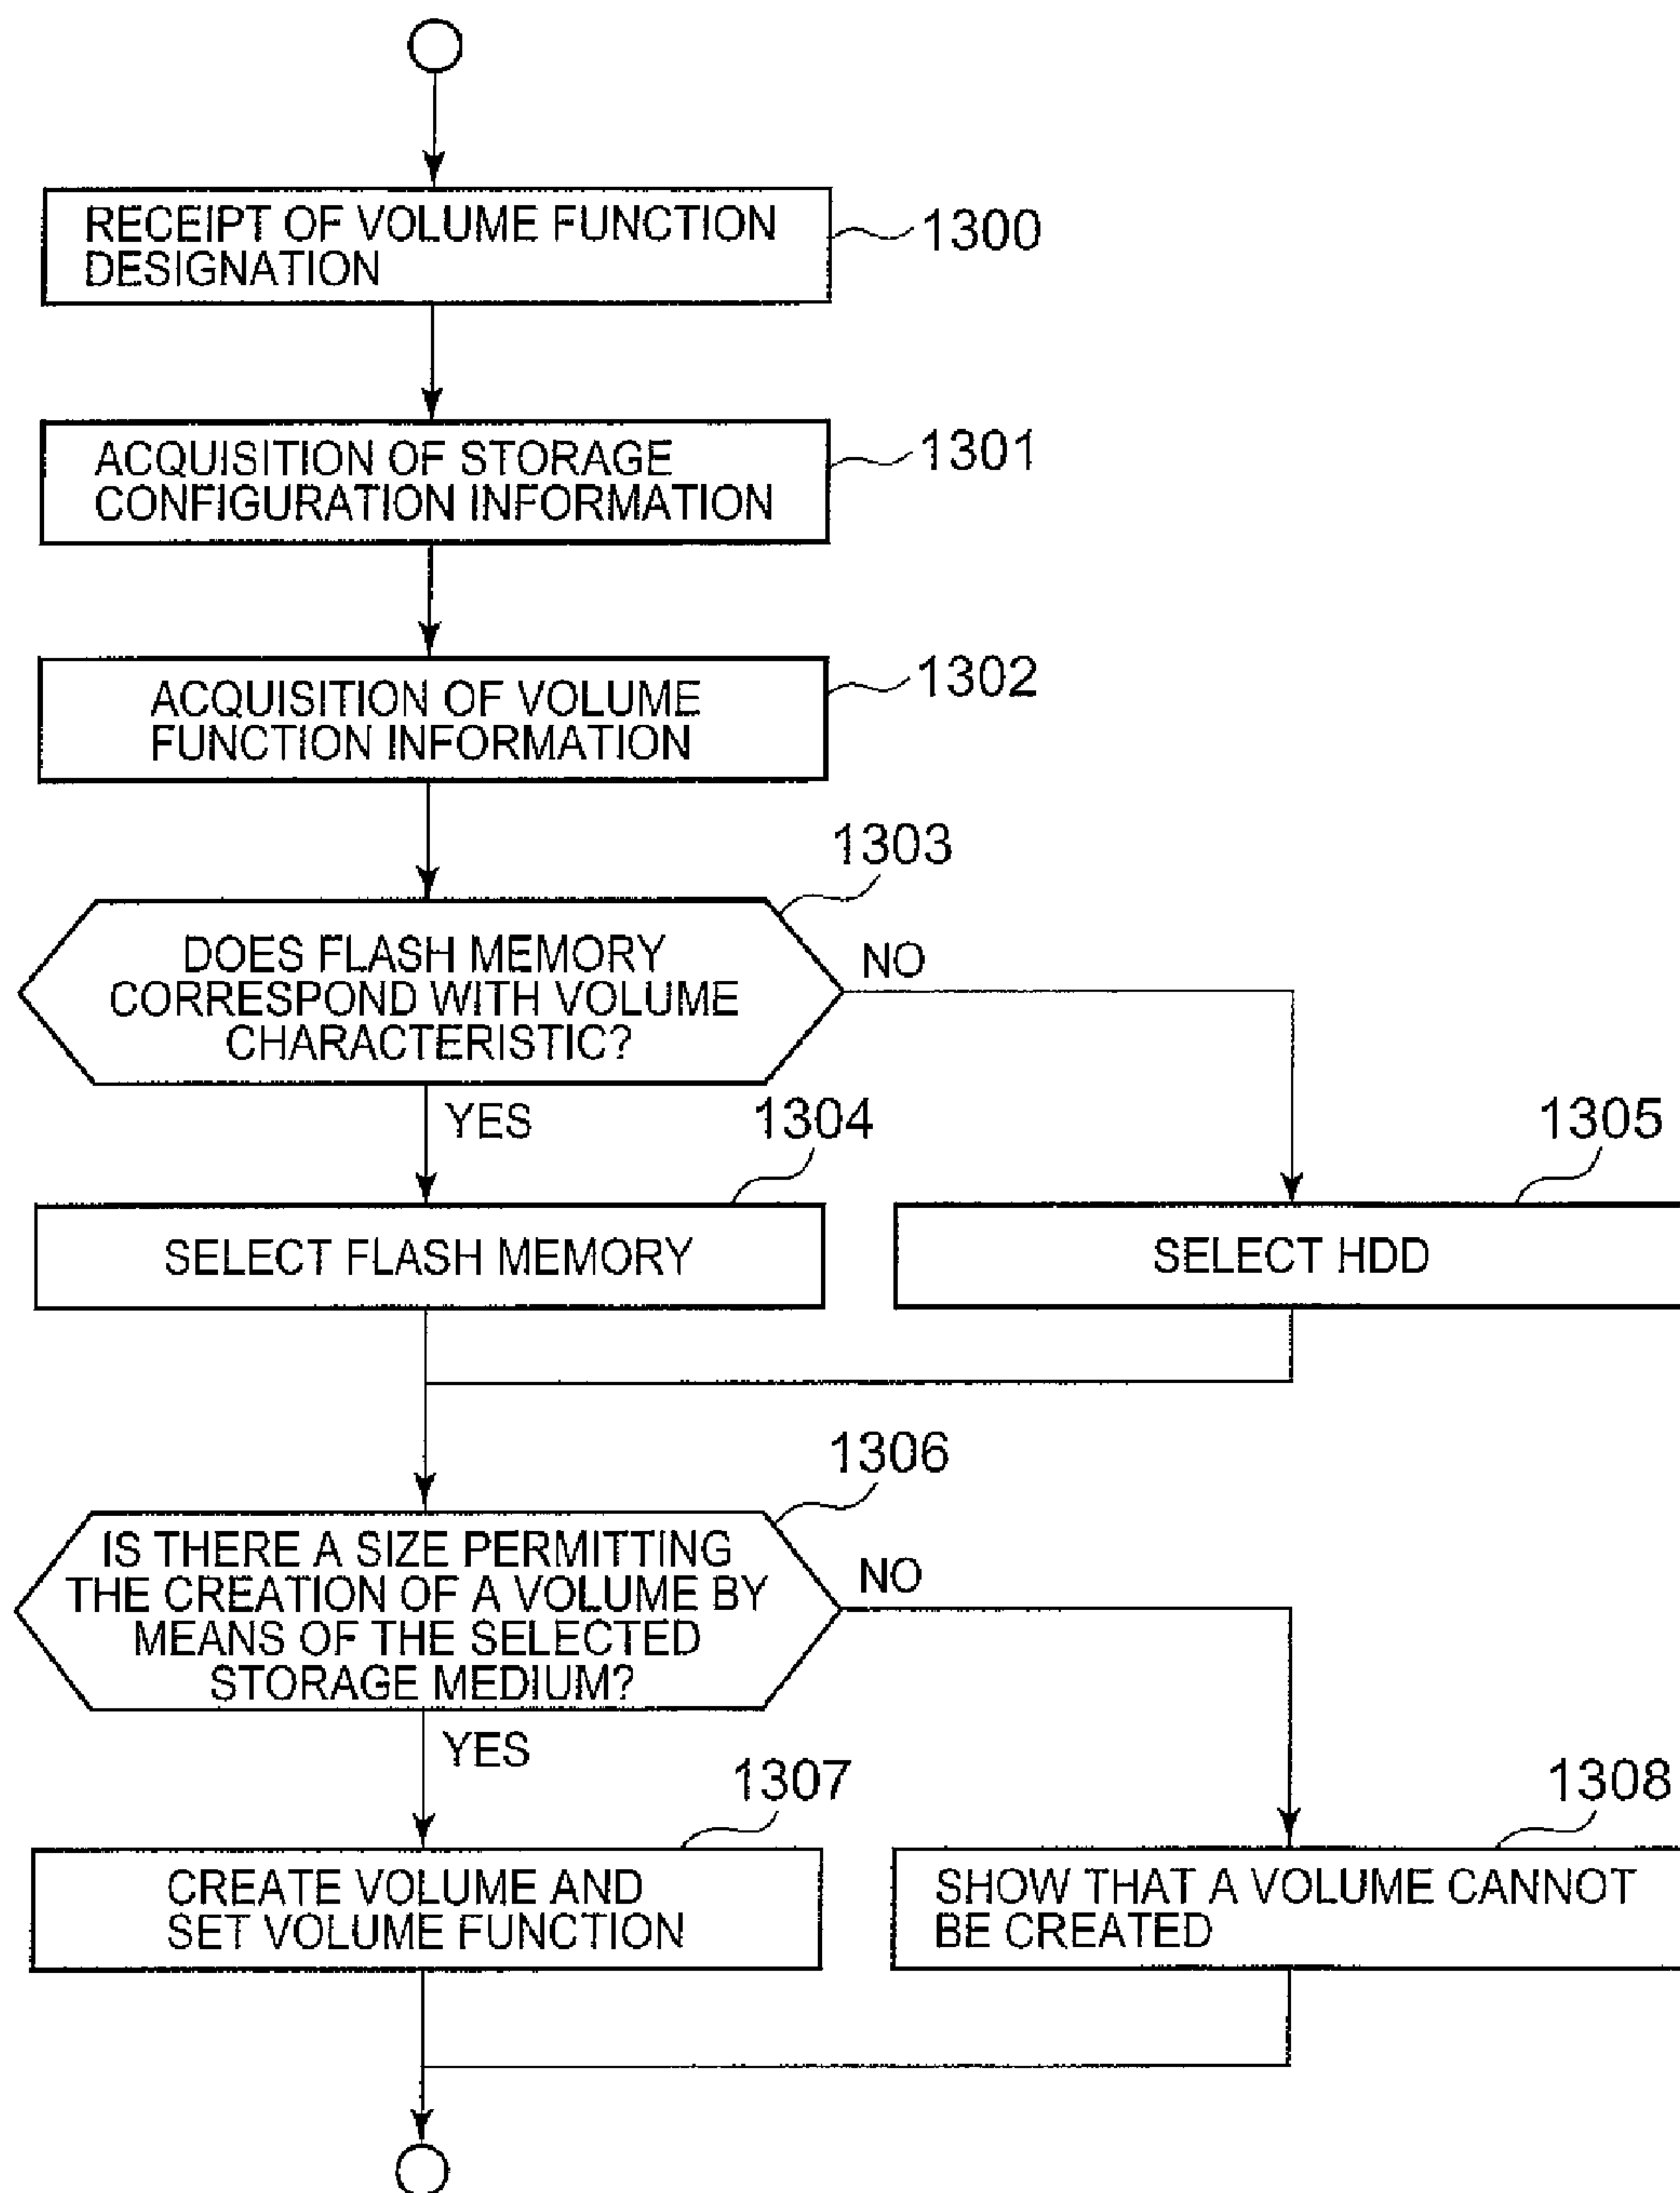 RECEIPT OF VOLUME FUNCTION
DESIGNATION
1300
ACQUISITION OF STORAGE
CONFIGURATION INFORMATION
1301
ACQUISITION OF VOLUME
FUNCTION INFORMATION
1302
1303
DOES FLASH MEMORY
CORRESPOND WITH VOLUME
CHARACTERISTIC?
NO
YES
1304
1305
SELECT FLASH MEMORY
SELECT HDD
1306
IS THERE A SIZE PERMITTING
THE CREATION OF A VOLUME BY
MEANS OF THE SELECTED
STORAGE MEDIUM?
NO
YES
1307
1308
CREATE VOLUME AND
SET VOLUME FUNCTION
SHOW THAT A VOLUME CANNOT
BE CREATED